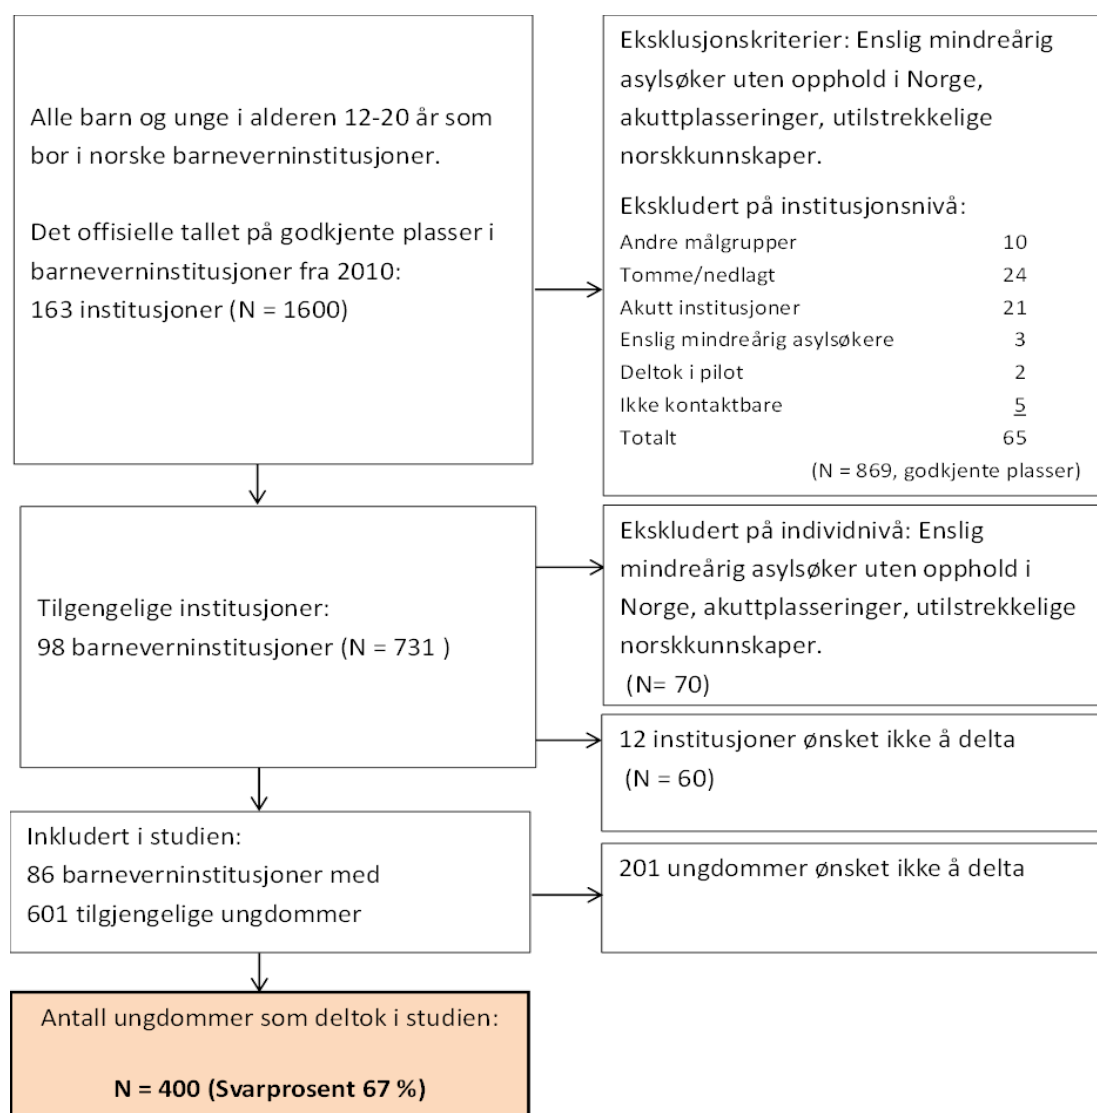 Alle barn og unge i alderen 12-20 år som
bor i norske barneverninstitusjoner.
Det offisielle tallet på godkjente plasser i
barneverninstitusjoner fra 2010:
163 institusjoner (N = 1600)
Eksklusjonskriterier: Enslig mindreårig
asylsøker uten opphold i Norge,
akuttplasseringer, utilstrekkelige
norskkunnskaper.
Ekskludert på institusjonsnivå:
Andre målgrupper 10
Tomme/nedlagt 24
Akutt institusjoner 21
Enslig mindreårig asylsøkere 3
Deltok i pilot 2
Ikke kontaktbare 5
Totalt 65
(N = 869, godkjente plasser)
Tilgengelige institusjoner:
98 barneverninstitusjoner (N = 731 )
Ekskludert på individnivå: Enslig
mindreårig asylsøker uten opphold i
Norge, akuttplasseringer, utilstrekkelige
norskkunnskaper.
(N= 70)
12 institusjoner ønsket ikke å delta
(N = 60)
Inkludert i studien:
86 barneverninstitusjoner med
601 tilgjengelige ungdommer
201 ungdommer ønsket ikke å delta
Antall ungdommer som deltok i studien:
N = 400 (Svarprosent 67 %)